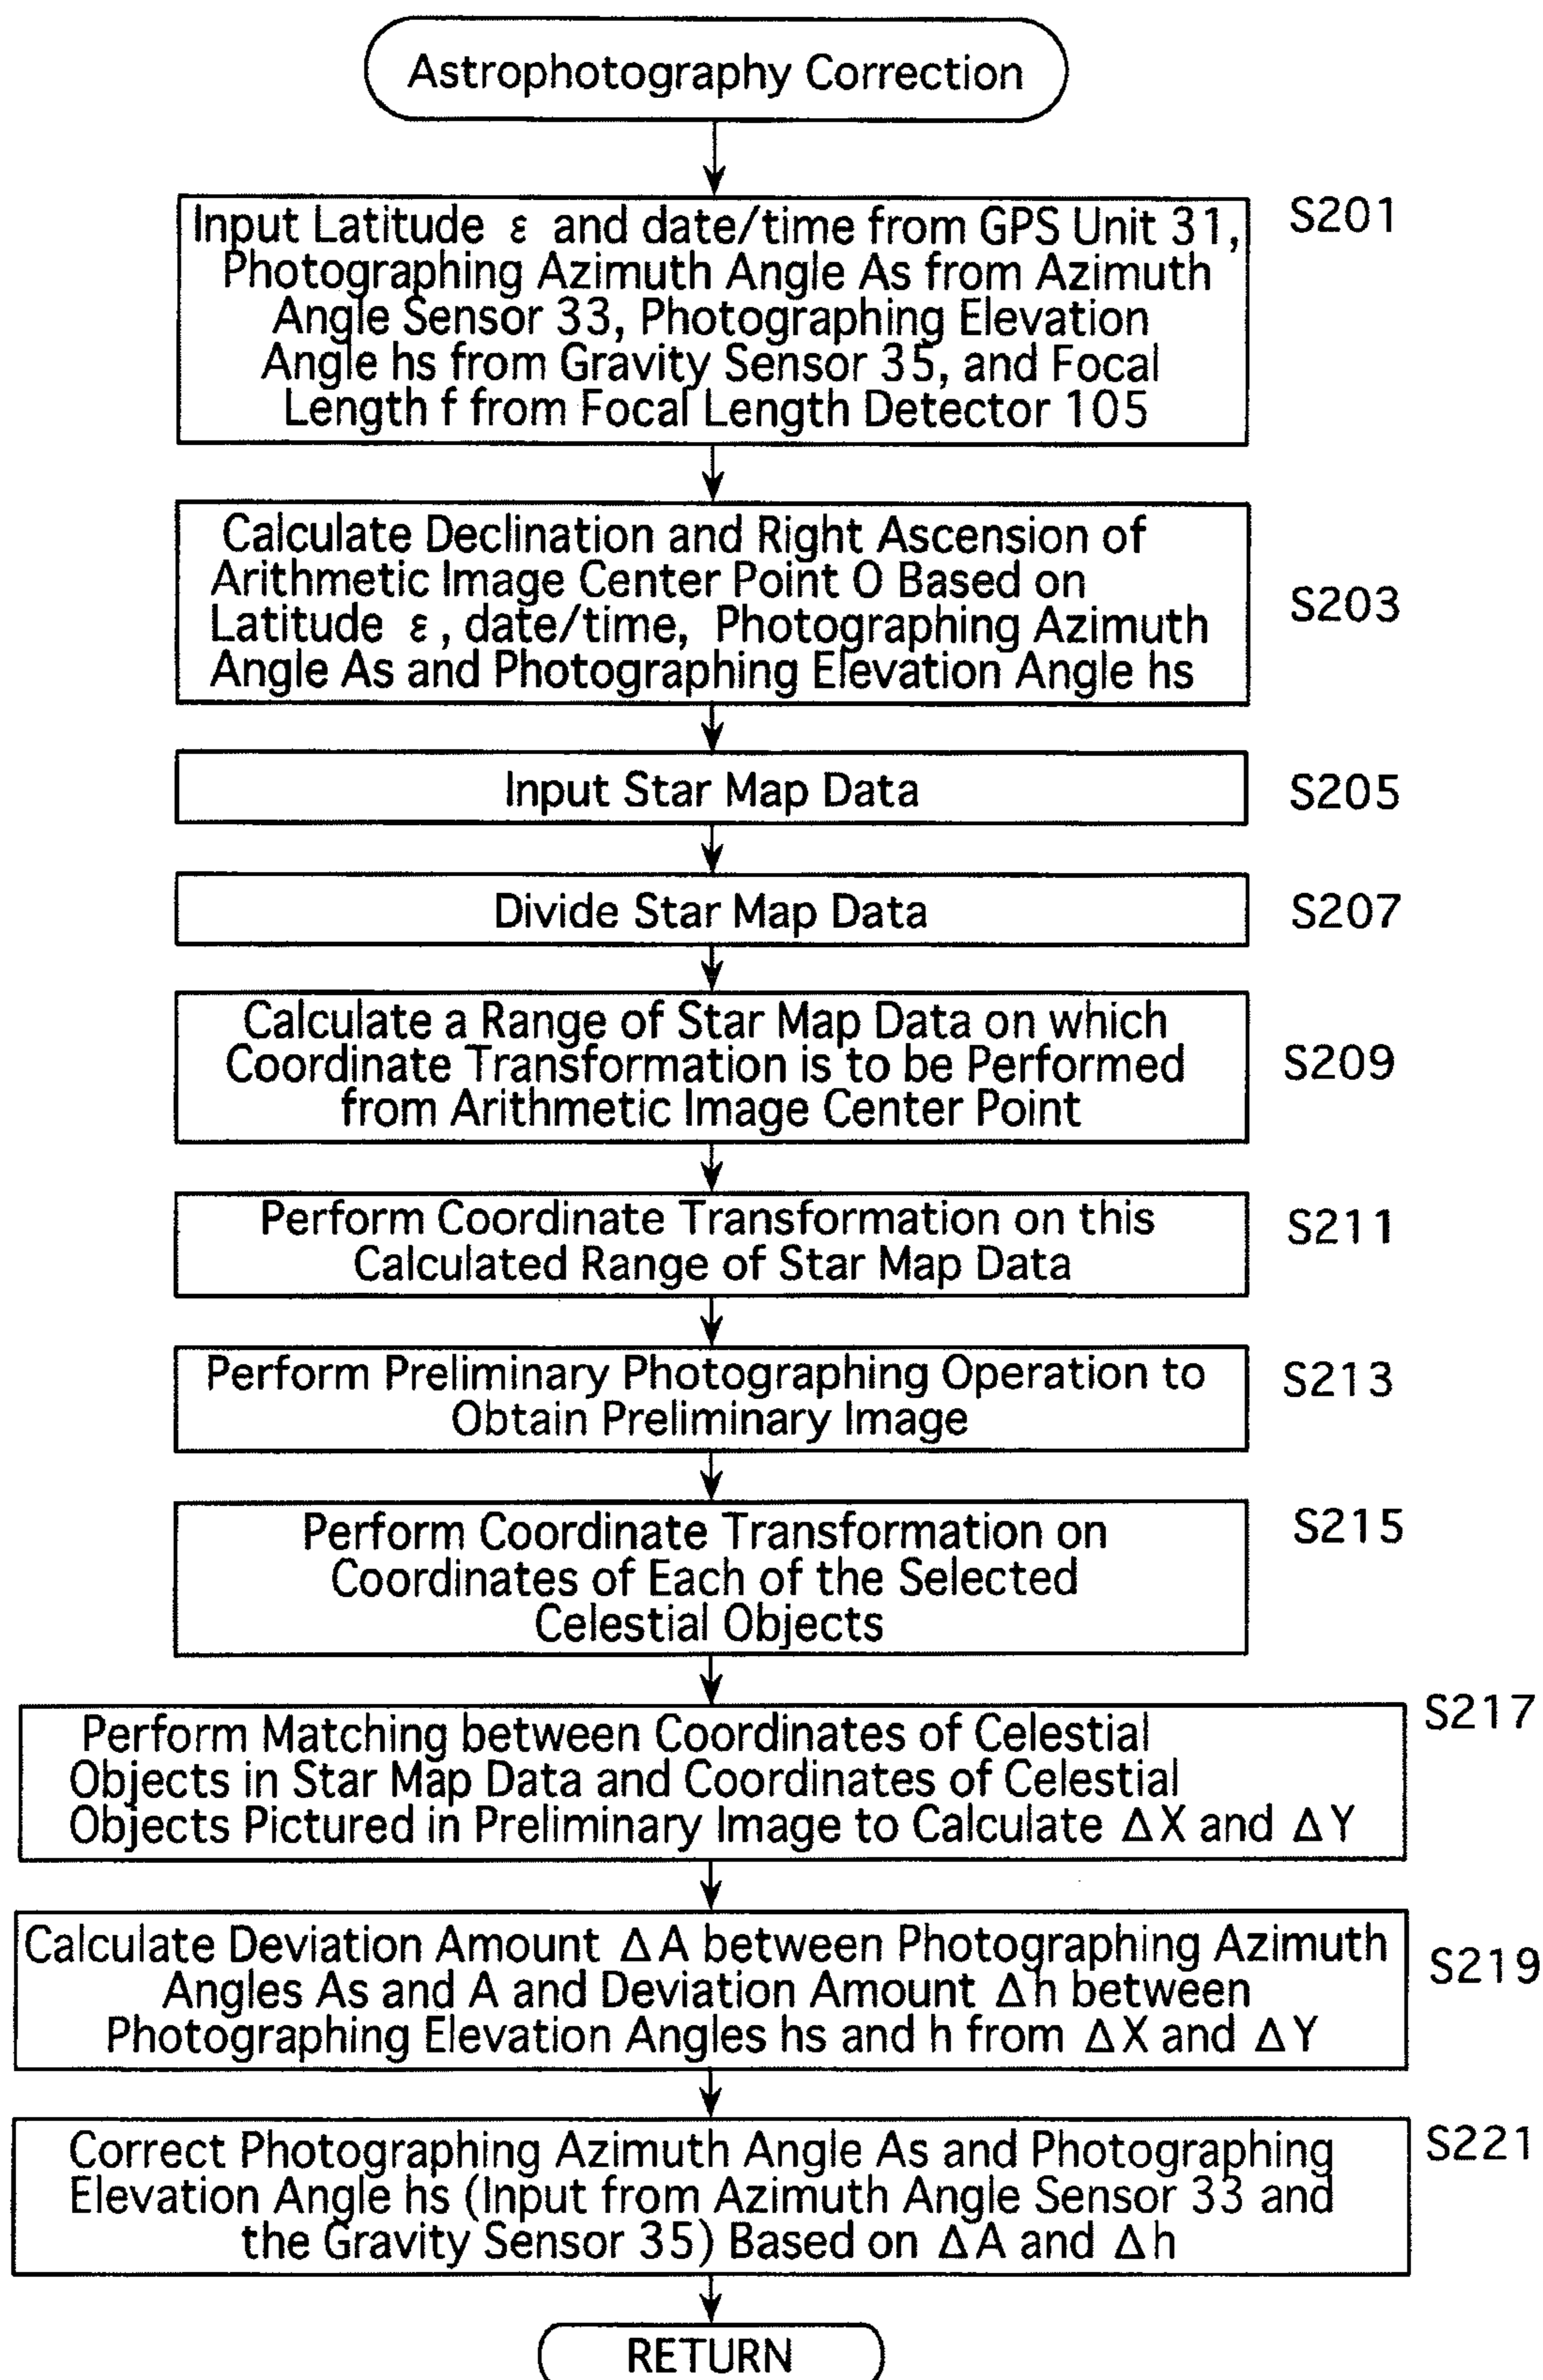 Astrophotography Correction
Input Latitude ε and date/time from GPS Unit 31,
Photographing Azimuth Angle As from Azimuth
Angle Sensor 33, Photographing Elevation
Angle hs from Gravity Sensor 35, and Focal
Length f from Focal Length Detector 105
S201
Calculate Declination and Right Ascension of
Arithmetic Image Center Point O Based on
Latitude ε, date/time, Photographing Azimuth
Angle As and Photographing Elevation Angle hs
S203
Input Star Map Data
S205
Divide Star Map Data
S207
Calculate a Range of Star Map Data on which
Coordinate Transformation is to be Performed
from Arithmetic Image Center Point
S209
Perform Coordinate Transformation on this
Calculated Range of Star Map Data
S211
Perform Preliminary Photographing Operation to
Obtain Preliminary Image
S213
Perform Coordinate Transformation on
Coordinates of Each of the Selected
Celestial Objects
S215
Perform Matching between Coordinates of Celestial
Objects in Star Map Data and Coordinates of Celestial
Objects Pictured in Preliminary Image to Calculate ΔX and ΔY
S217
Calculate Deviation Amount ΔA between Photographing Azimuth
Angles As and A and Deviation Amount Δh between
Photographing Elevation Angles hs and h from ΔX and ΔY
S219
Correct Photographing Azimuth Angle As and Photographing
Elevation Angle hs (Input from Azimuth Angle Sensor 33 and
the Gravity Sensor 35) Based on ΔA and Δh
S221
RETURN